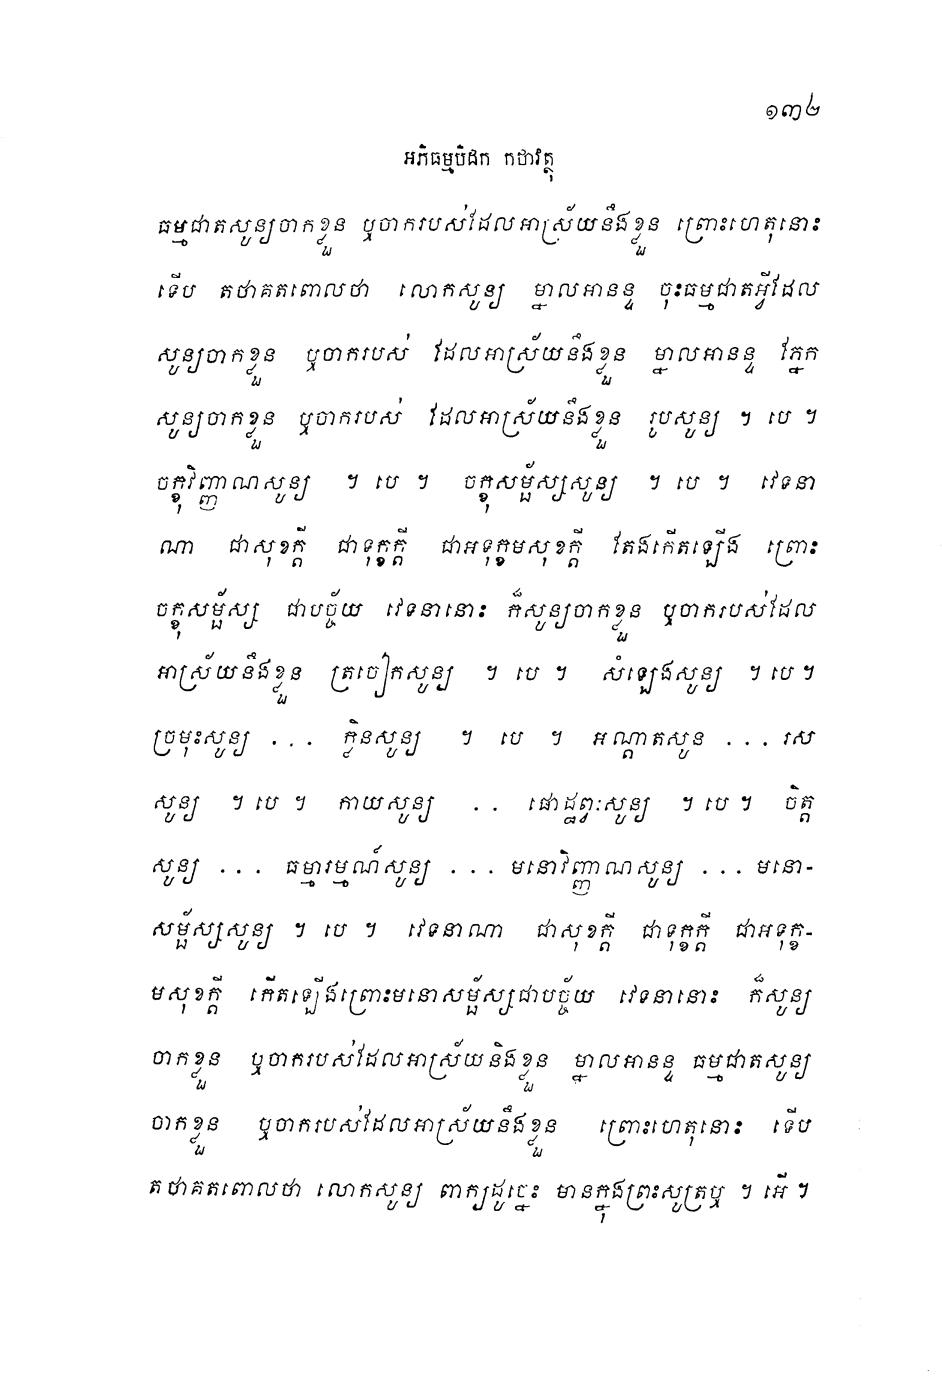 ១៣២
អភិធម្មបិដក កថាវត្ថុ
ធម្មជាតសូន្យចាកខ្លួន ឬចាករបស់ដែលអាស្រ័យនឹងខ្លួន ព្រោះហេតុនោះ
ទើប តថាគតពោលថា លោកសូន្យ ម្នាលអានន្ទ ចុះធម្មជាតអ្វីដែល
សូន្យចាកខ្លួន ឬចាករបស់ ដែលអាស្រ័យនឹងខ្លួន ម្នាលអានន្ទ ភ្នែក
សូន្យចាកខ្លួន ឬចាករបស់ ដែលអាស្រ័យនឹងខ្លួន រូបសូន្យ ។ បេ ។
ចក្ខុវិញ្ញាណសូន្យ ។ បេ ។ ចក្ខុសម្ផ័ស្សសូន្យ ។ បេ ។ វេទនា
ណា ជាសុខក្តី ជាទុក្ខក្តី ជាអទុក្ខមសុខក្តី តែងកើតឡើង ព្រោះ
ចក្ខុសម្ផ័ស្ស ជាបច្ច័យ វេទនានោះ ក៏សូន្យចាកខ្លួន ឬចាករបស់ដែល
អាស្រ័យនឹងខ្លួន ត្រចៀកសូន្យ ។ បេ ។ សំឡេងសូន្យ ។ បេ ។
ច្រមុះសូន្យ ... ក្លិនសូន្យ ។ បេ ។ អណ្តាតសូន ... រស
សូន្យ ។ បេ ។ កាយសូន្យ .. ផោដ្ឋព្វៈសូន្យ ។ បេ ។ ចិត្ត
សូន្យ ... ធម្មារម្មណ៍សូន្យ ... មនោវិញ្ញាណសូន្យ ... មនោ-
សម្ផ័ស្សសូន្យ ។ បេ ។ វេទនាណា ជាសុខក្តី ជាទុក្ខក្តី ជាអទុក្ខ-
មសុខក្តី កើតឡើងព្រោះមនោសម្ផ័ស្សជាបច្ច័យ វេទនានោះ ក៏សូន្យ
ចាកខ្លួន ឬចាករបស់ដែលអាស្រ័យនិងខ្លួន ម្នាលអានន្ទ ធម្មជាតសូន្យ
ចាកខ្លួន ឬចាករបស់ដែលអាស្រ័យនឹងខ្លួន ព្រោះហេតុនោះ ទើប
តថាគតពោលថា លោកសូន្យ ពាក្យដូច្នេះ មានក្នុងព្រះសូត្រឬ ។ អើ ។